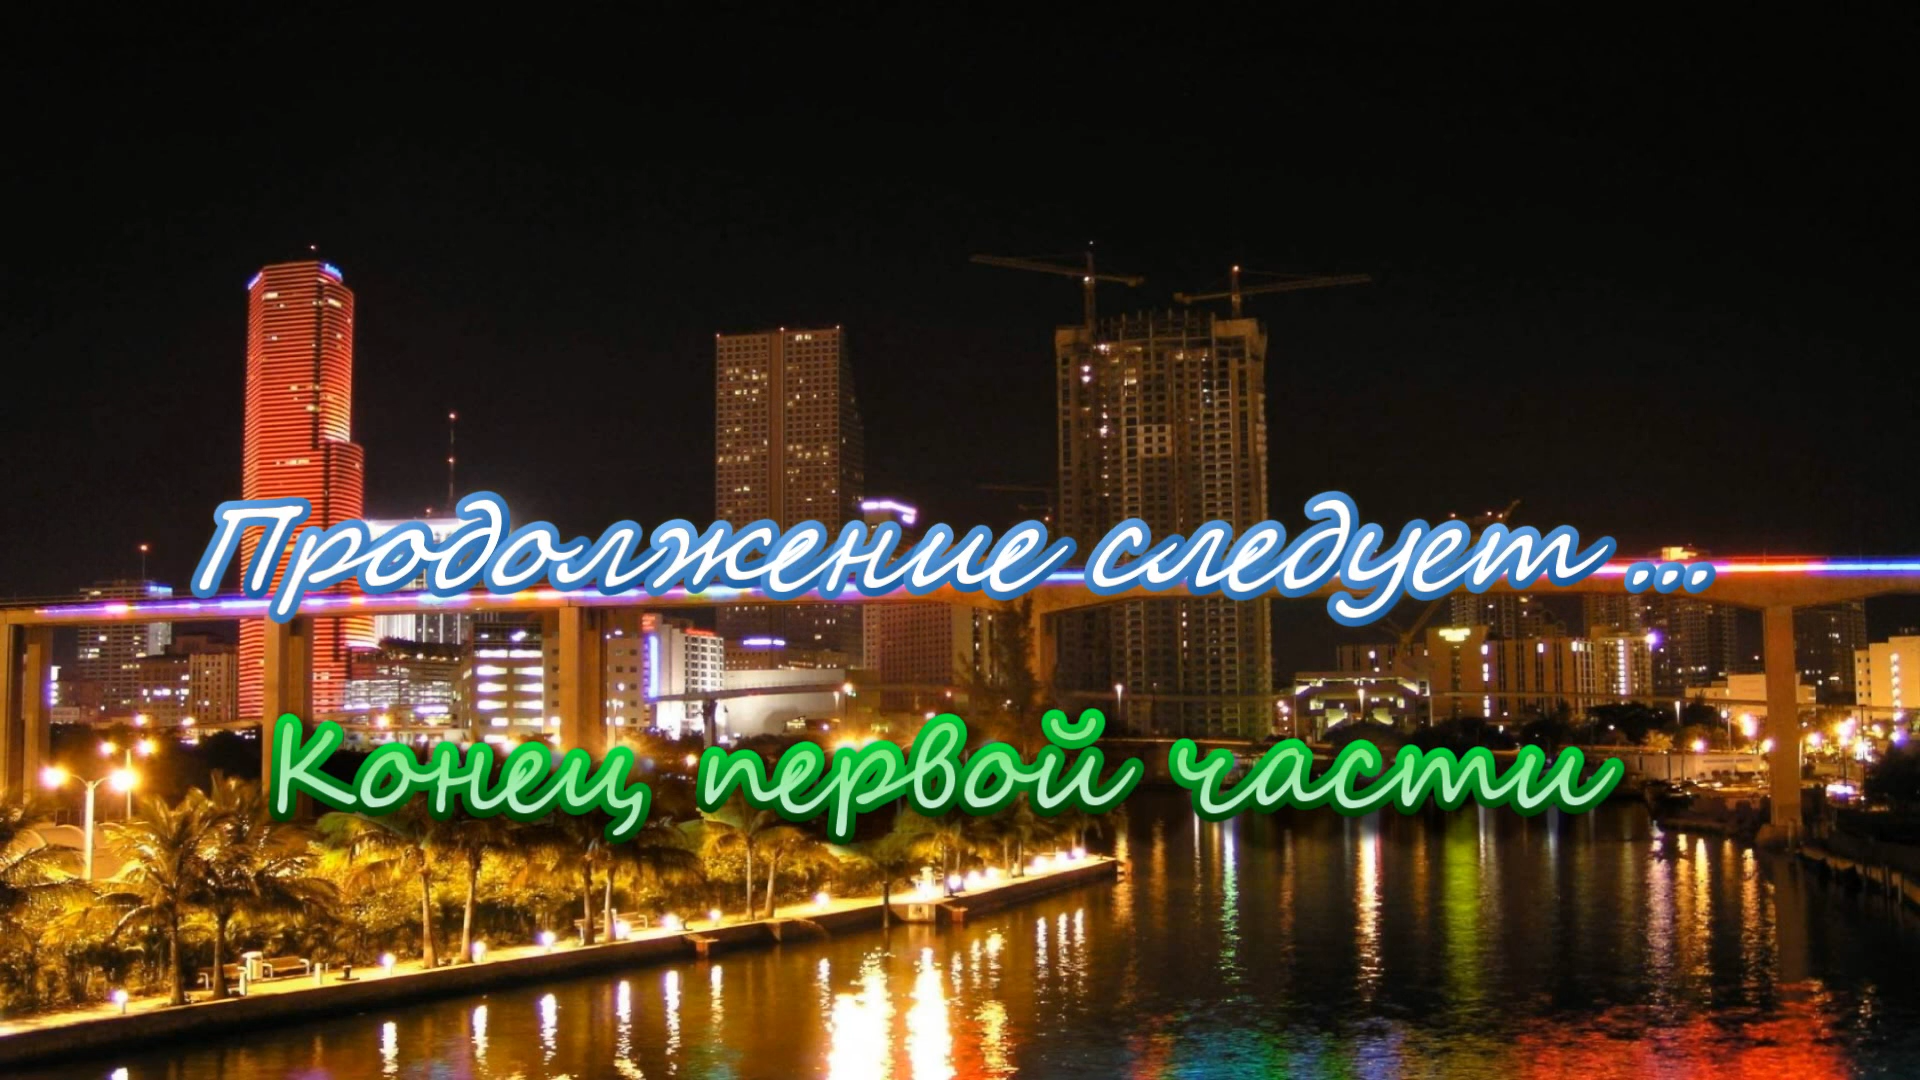 Продолжение следует ...
Конец первой части